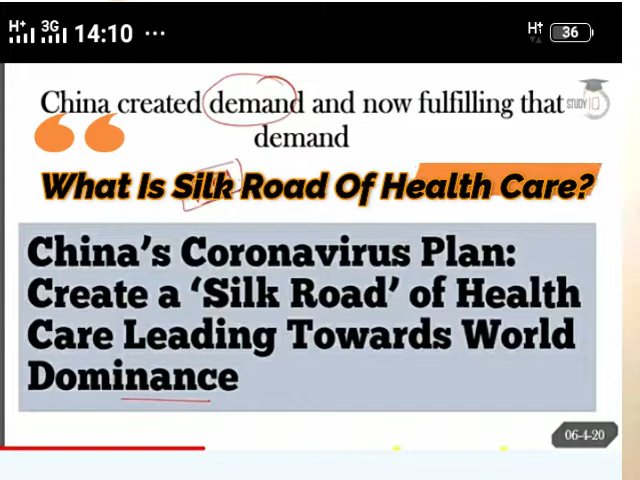 H+ 3G 14:10 ... H+ 36
China created demand and now fulfilling that
STUDY IQ
demand
What Is Silk Road Of Health Care?
China's Coronavirus Plan:
Create a ‘Silk Road’ of Health
Care Leading Towards World
Dominance
06-4-20